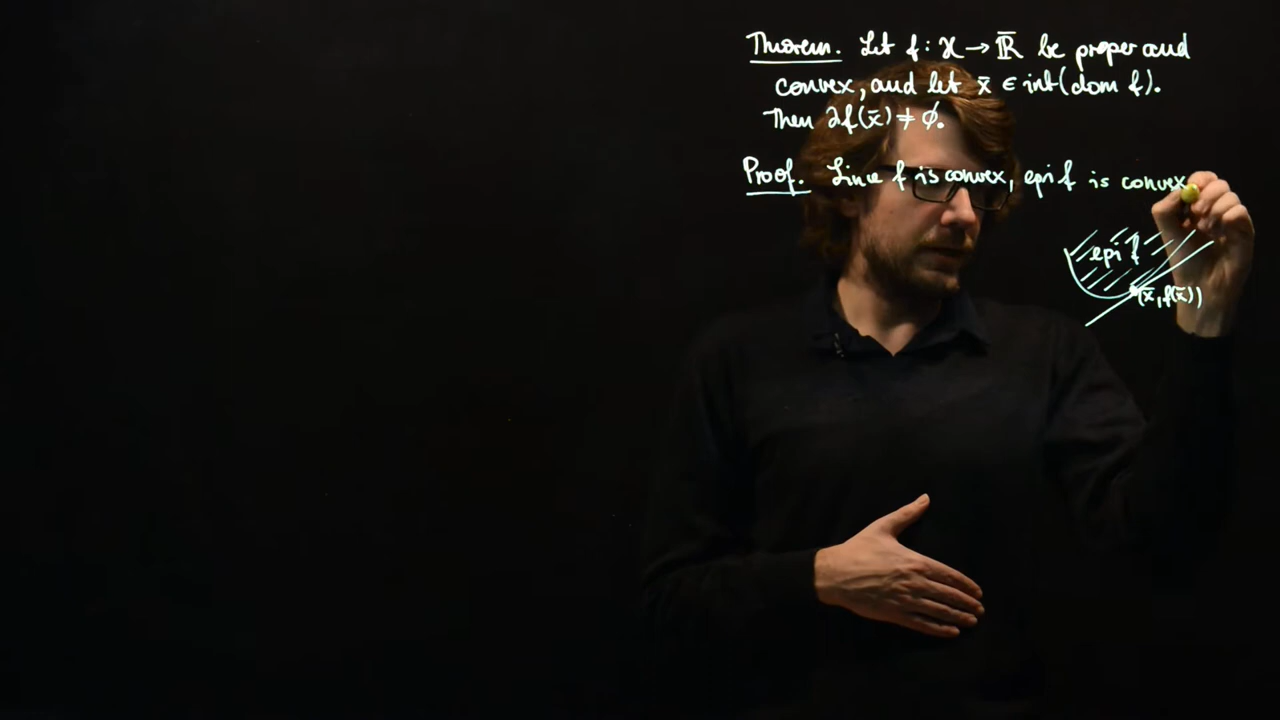 Theorem. Let f : X → R̄ be proper and
convex, and let x̄ ∈ int(dom f).
Then ∂f(x̄) ≠ ∅.
Proof. Since f is convex, epi f is convex
epi f
(x̄, f(x̄))